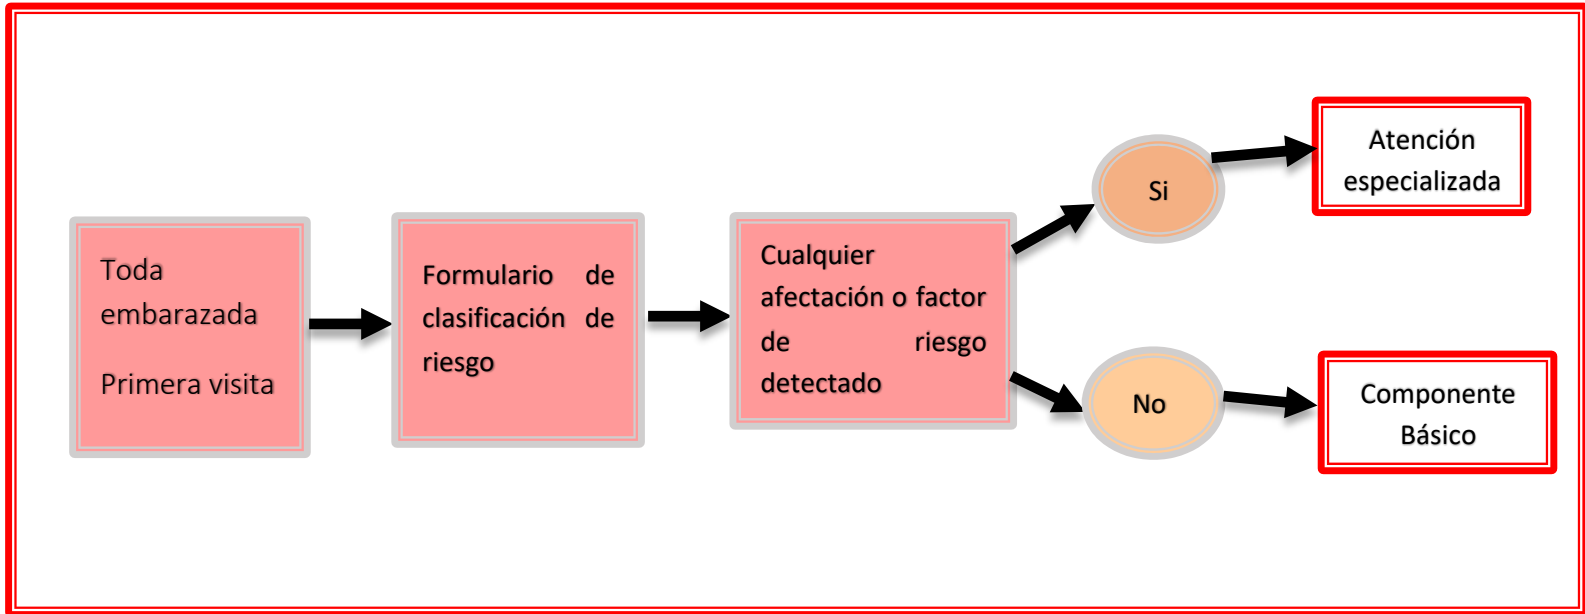 Toda
embarazada
Primera visita
Formulario de
clasificación de
riesgo
Cualquier
afectación o factor
de riesgo
detectado
Si
Atención
especializada
No
Componente
Básico